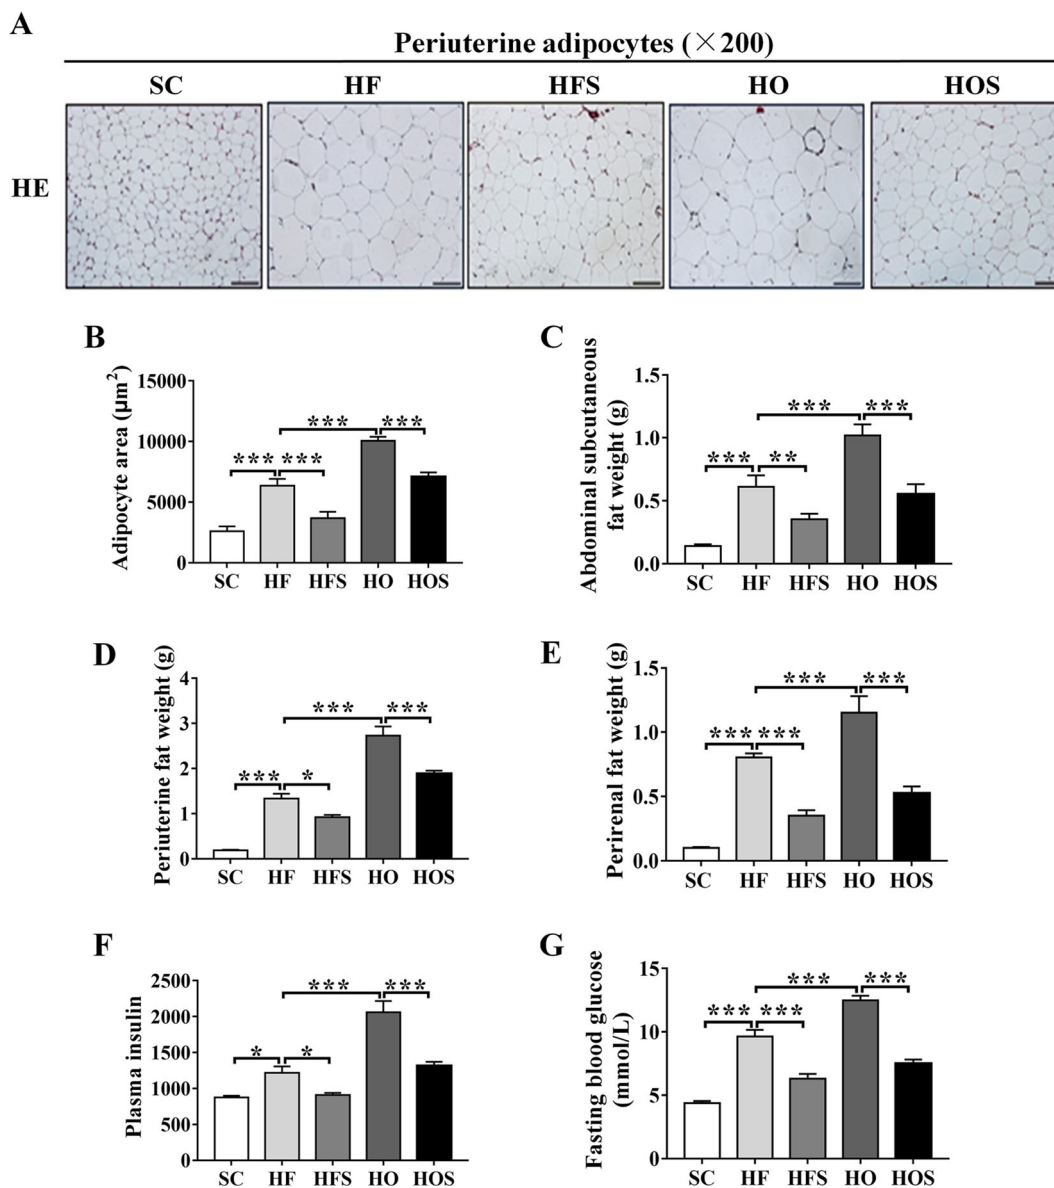 A
Periuterine adipocytes (×200)
SC HF HFS HO HOS
HE
B
Adipocyte area (µm²)
15000
10000
5000
0
*** *** *** ***
SC HF HFS HO HOS
C
Abdominal subcutaneous
fat weight (g)
1.5
1.0
0.5
0.0
*** ** *** ***
SC HF HFS HO HOS
D
Periuterine fat weight (g)
4
3
2
1
0
*** * *** ***
SC HF HFS HO HOS
E
Perirenal fat weight (g)
1.5
1.0
0.5
0.0
*** *** *** ***
SC HF HFS HO HOS
F
Plasma insulin
2500
2000
1500
1000
500
0
* * *** ***
SC HF HFS HO HOS
G
Fasting blood glucose
(mmol/L)
15
10
5
0
*** *** *** ***
SC HF HFS HO HOS